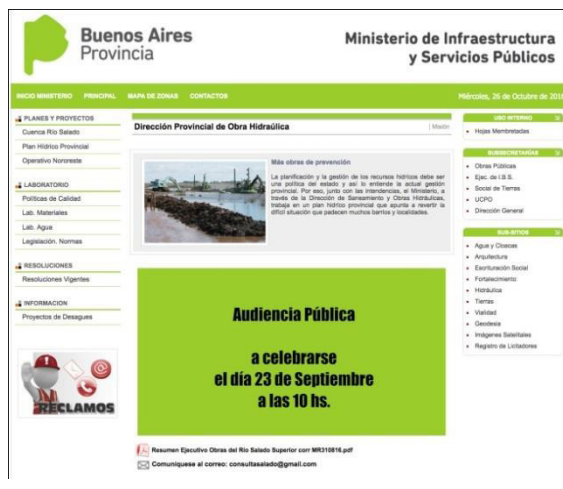 Buenos Aires
Provincia
Ministerio de Infraestructura
y Servicios Públicos
INICIO MINISTERIO PRINCIPAL MAPA DE ZONAS CONTACTOS
Miércoles, 26 de Octubre de 2016
PLANES Y PROYECTOS
Cuenca Río Salado
Plan Hídrico Provincial
Operativo Nororeste
LABORATORIO
Políticas de Calidad
Lab. Materiales
Lab. Agua
Legislación. Normas
RESOLUCIONES
Resoluciones Vigentes
INFORMACION
Proyectos de Desagues
RECLAMOS
Dirección Provincial de Obra Hidraúlica
Misión
Más obras de prevención
La planificación y la gestión de los recursos hídricos debe ser
una política del estado y así lo entiende la actual gestión
provincial. Por eso, junto con las intendencias, el Ministerio, a
través de la Dirección de Saneamiento y Obras Hidráulicas,
trabaja en un plan hídrico provincial que apunta a revertir la
difícil situación que padecen muchos barrios y localidades.
Audiencia Pública
a celebrarse
el día 23 de Septiembre
a las 10 hs.
Resumen Ejecutivo Obras del Río Salado Superior corr MR310816.pdf
Comuniquese al correo: consultasalado@gmail.com
USO INTERNO
Hojas Membretadas
SUBSECRETARÍAS
Obras Públicas
Ejec. de I.B.S.
Social de Tierras
UCPO
Dirección General
SUB-SITIOS
Agua y Cloacas
Arquitectura
Escrituración Social
Fortalecimiento
Hidráulica
Tierras
Vialidad
Geodesia
Imágenes Satelitales
Registro de Licitadores